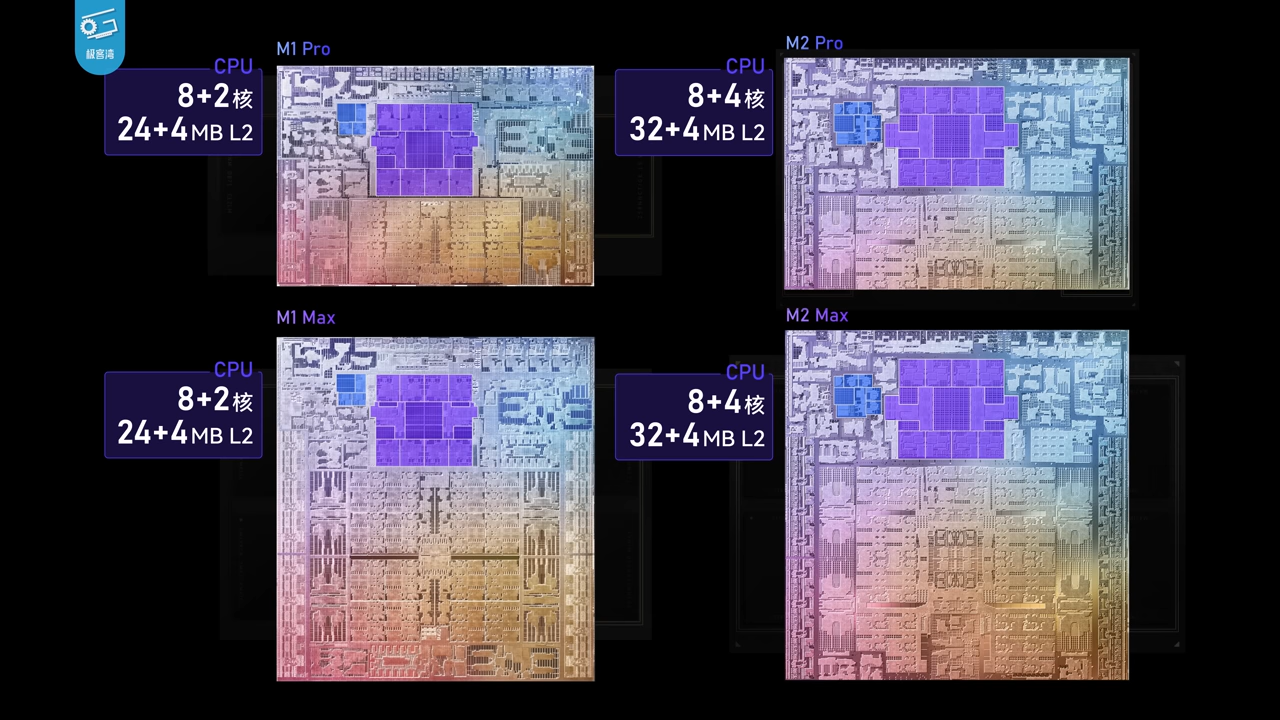 极客湾
M1 Pro
CPU
8+2核
24+4MB L2
M2 Pro
CPU
8+4核
32+4MB L2
M1 Max
CPU
8+2核
24+4MB L2
M2 Max
CPU
8+4核
32+4MB L2